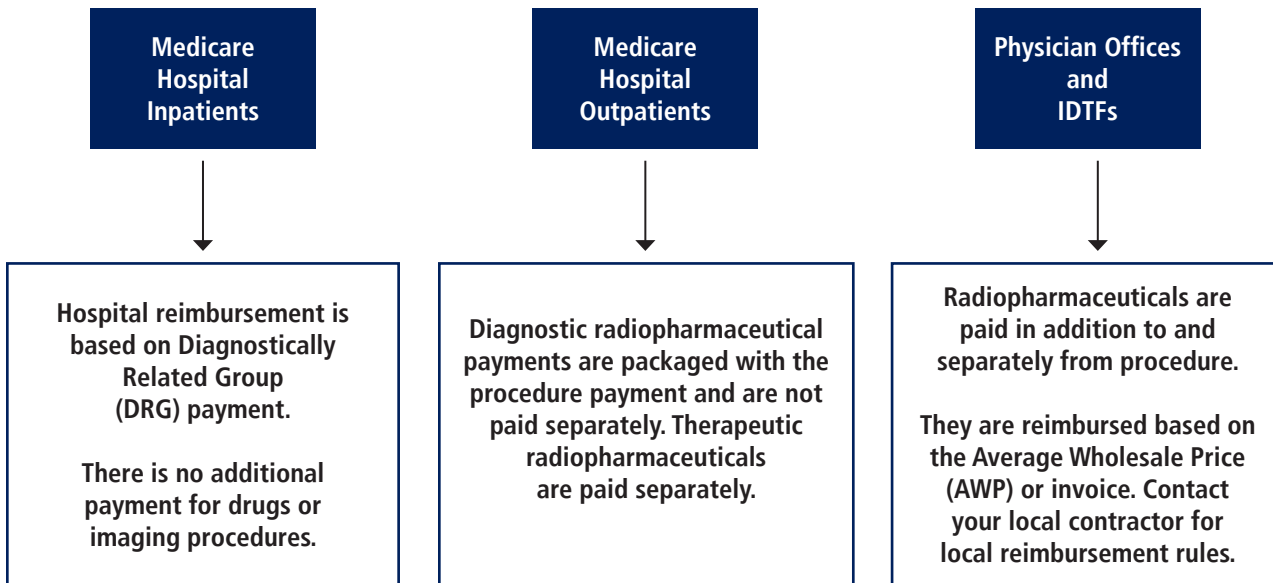 Medicare
Hospital
Inpatients
Hospital reimbursement is
based on Diagnostically
Related Group
(DRG) payment.
There is no additional
payment for drugs or
imaging procedures.
Medicare
Hospital
Outpatients
Diagnostic radiopharmaceutical
payments are packaged with the
procedure payment and are not
paid separately. Therapeutic
radiopharmaceuticals
are paid separately.
Physician Offices
and
IDTFs
Radiopharmaceuticals are
paid in addition to and
separately from procedure.
They are reimbursed based on
the Average Wholesale Price
(AWP) or invoice. Contact
your local contractor for
local reimbursement rules.